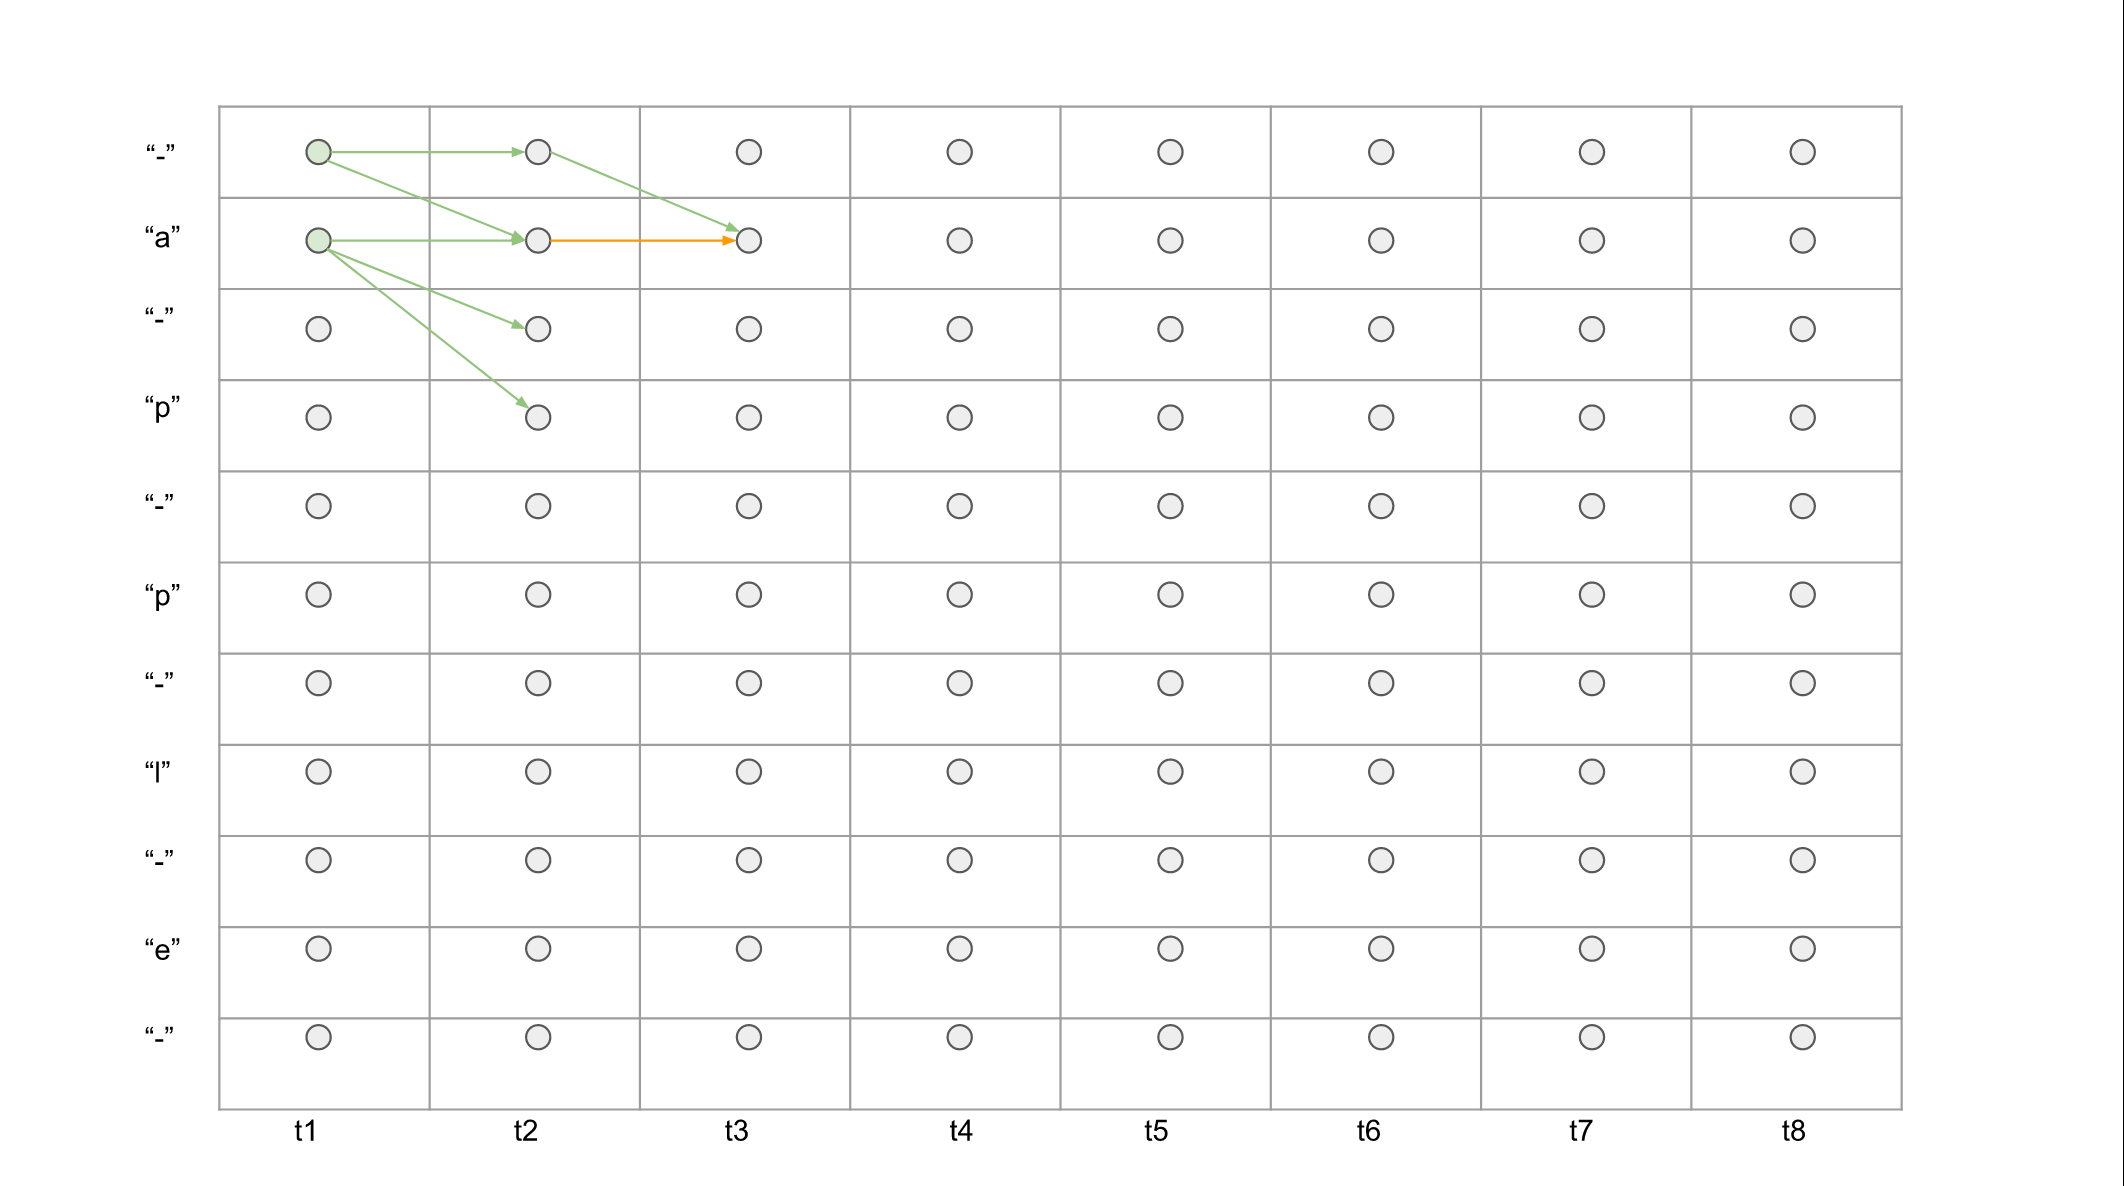 “-”
“a”
“-”
“p”
“-”
“p”
“-”
“l”
“-”
“e”
“-”
t1 t2 t3 t4 t5 t6 t7 t8